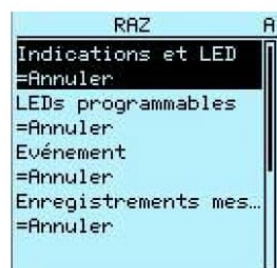 RAZ A
Indications et LED
=Annuler
LEDs programmables
=Annuler
Evénement
=Annuler
Enregistrements mes…
=Annuler